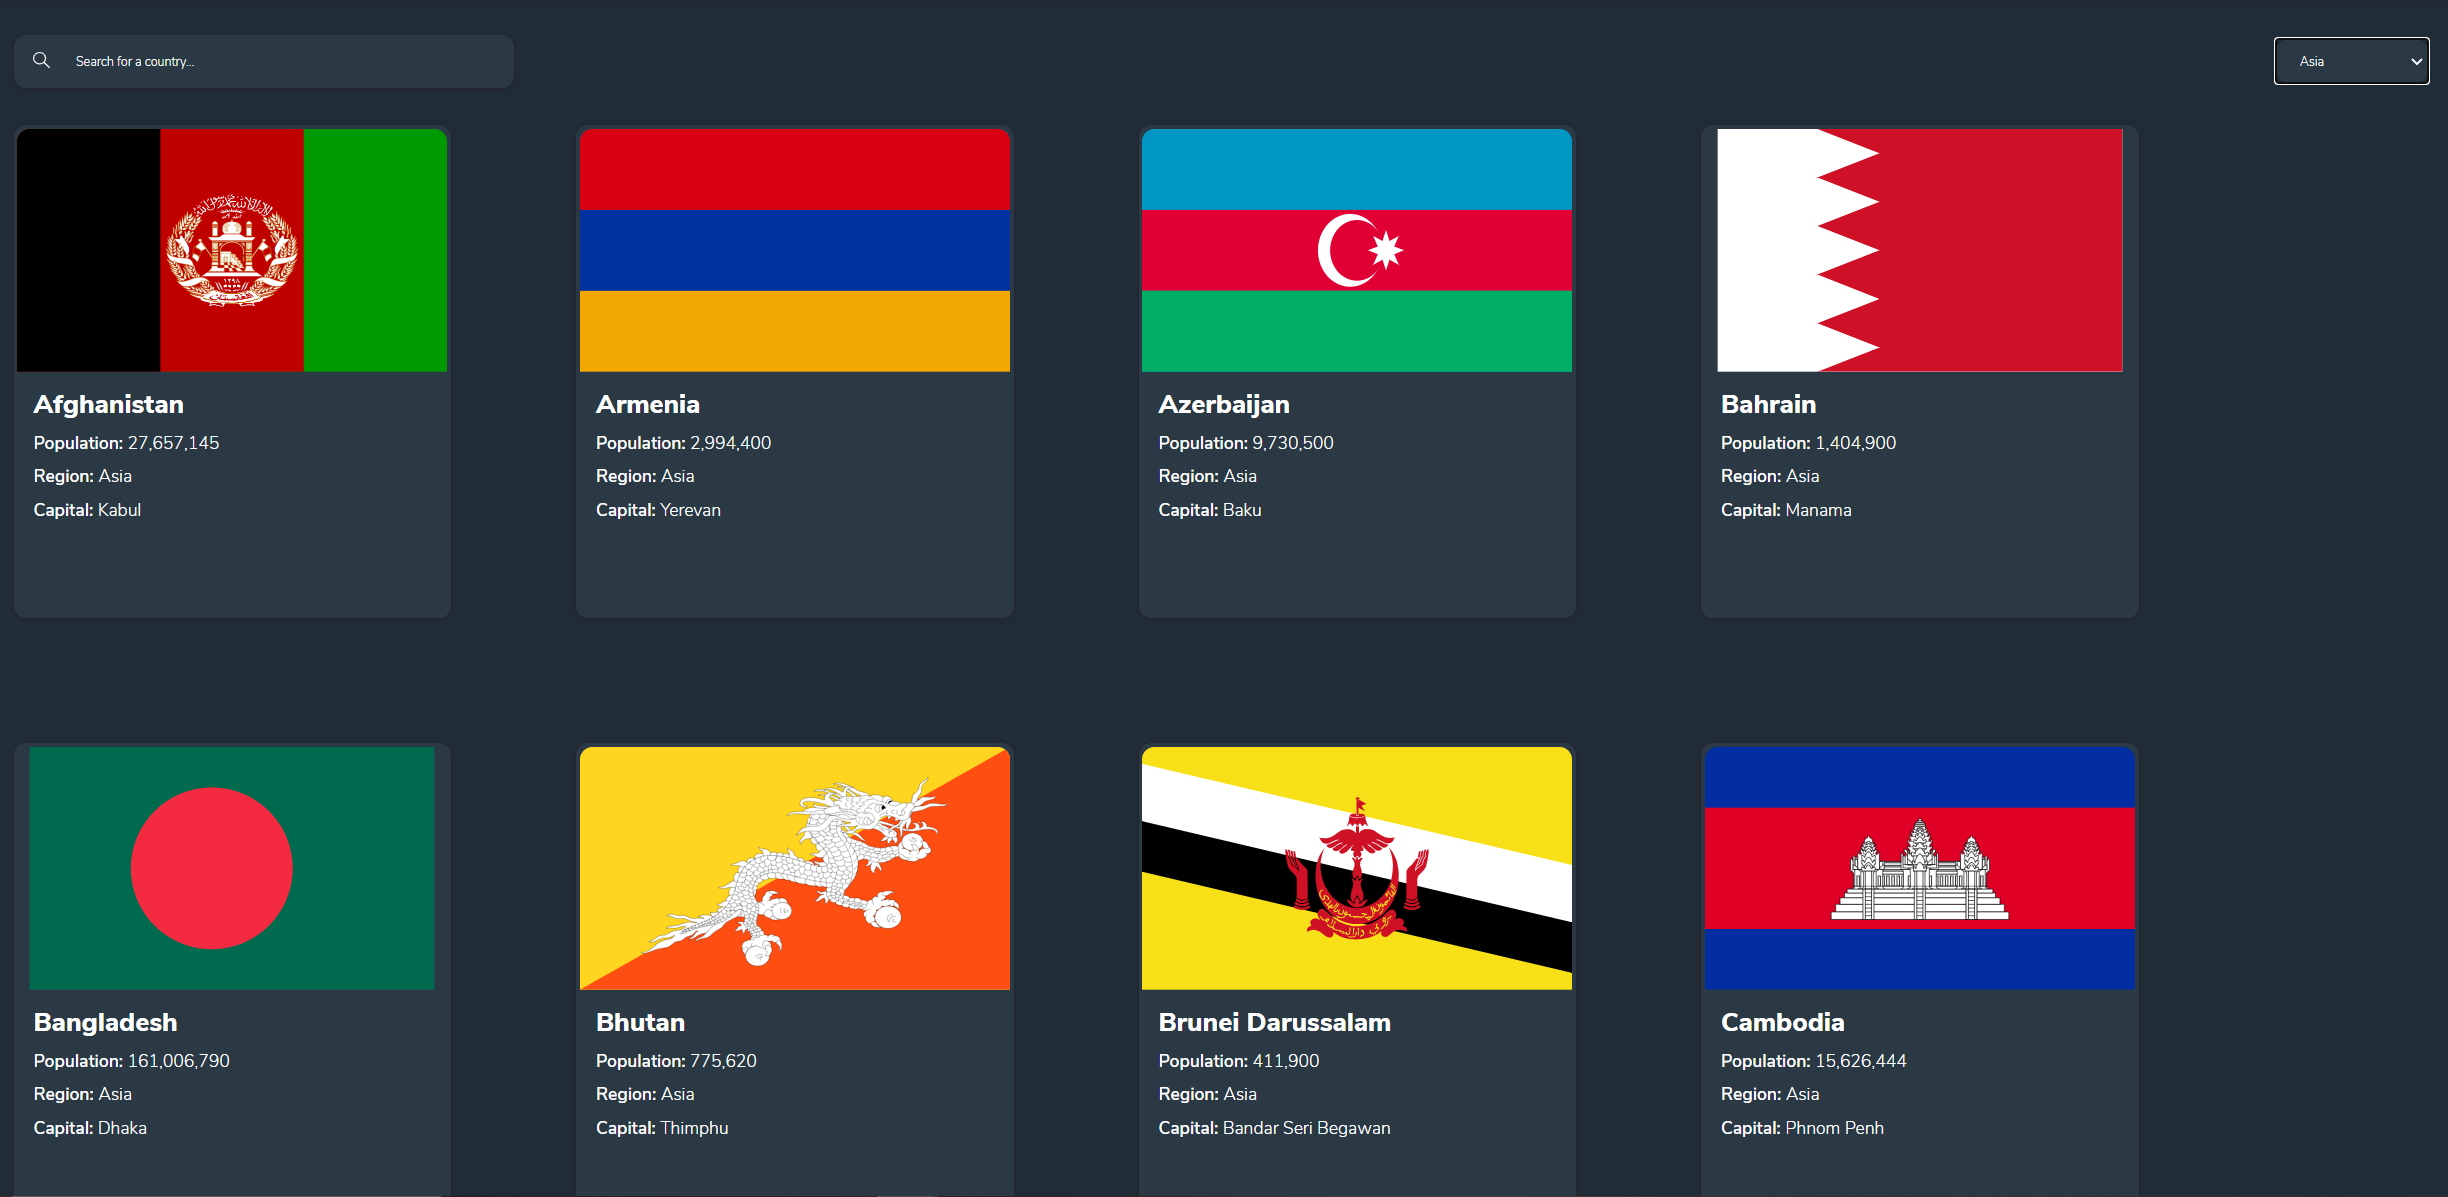 Search for a country...
Asia
Afghanistan
Population: 27,657,145
Region: Asia
Capital: Kabul
Armenia
Population: 2,994,400
Region: Asia
Capital: Yerevan
Azerbaijan
Population: 9,730,500
Region: Asia
Capital: Baku
Bahrain
Population: 1,404,900
Region: Asia
Capital: Manama
Bangladesh
Population: 161,006,790
Region: Asia
Capital: Dhaka
Bhutan
Population: 775,620
Region: Asia
Capital: Thimphu
Brunei Darussalam
Population: 411,900
Region: Asia
Capital: Bandar Seri Begawan
Cambodia
Population: 15,626,444
Region: Asia
Capital: Phnom Penh